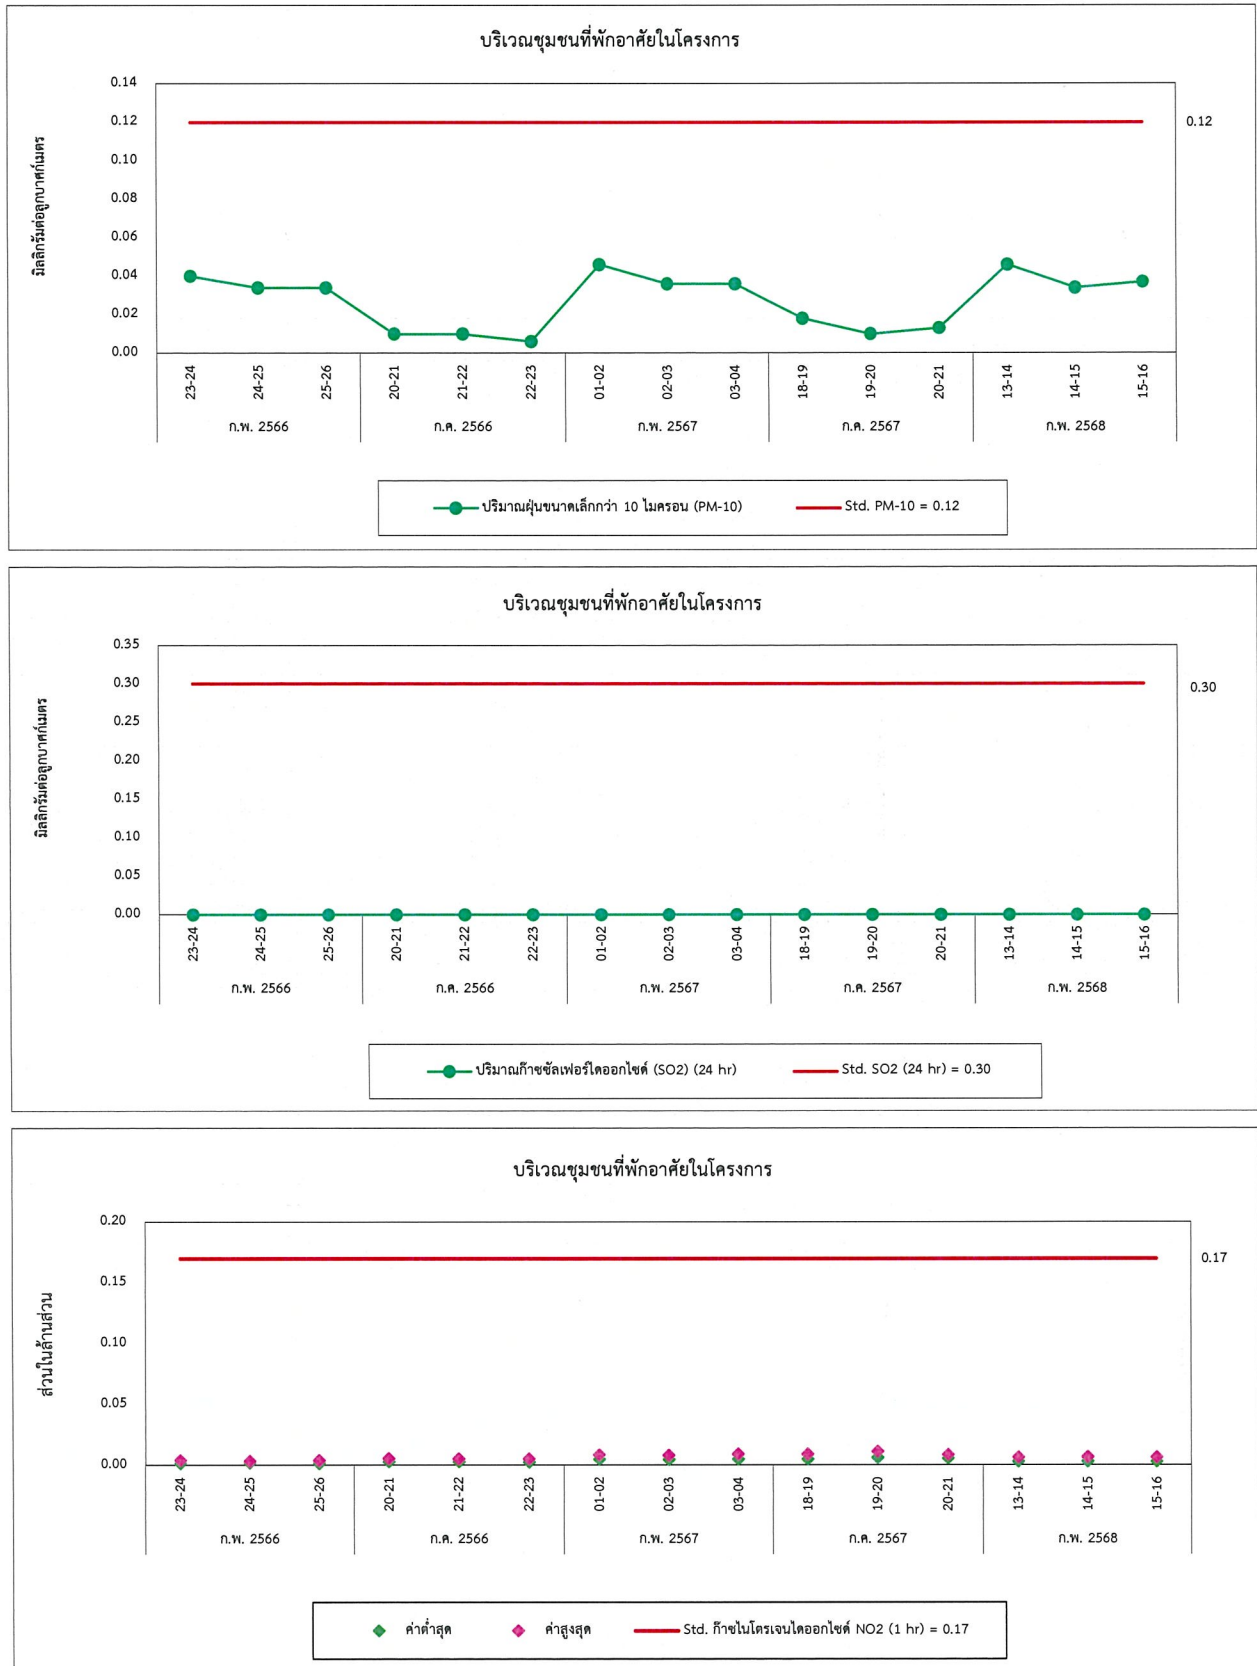 บริเวณชุมชนที่พักอาศัยในโครงการ
มิลลิกรัมต่อลูกบาศก์เมตร
0.14
0.12
0.10
0.08
0.06
0.04
0.02
0.00
0.12
23-24 24-25 25-26 20-21 21-22 22-23 01-02 02-03 03-04 18-19 19-20 20-21 13-14 14-15 15-16
ก.พ. 2566 ก.ค. 2566 ก.พ. 2567 ก.ค. 2567 ก.พ. 2568
ปริมาณฝุ่นขนาดเล็กกว่า 10 ไมครอน (PM-10) Std. PM-10 = 0.12
บริเวณชุมชนที่พักอาศัยในโครงการ
มิลลิกรัมต่อลูกบาศก์เมตร
0.35
0.30
0.25
0.20
0.15
0.10
0.05
0.00
0.30
23-24 24-25 25-26 20-21 21-22 22-23 01-02 02-03 03-04 18-19 19-20 20-21 13-14 14-15 15-16
ก.พ. 2566 ก.ค. 2566 ก.พ. 2567 ก.ค. 2567 ก.พ. 2568
ปริมาณก๊าซซัลเฟอร์ไดออกไซด์ (SO2) (24 hr) Std. SO2 (24 hr) = 0.30
บริเวณชุมชนที่พักอาศัยในโครงการ
ส่วนในล้านส่วน
0.20
0.15
0.10
0.05
0.00
0.17
23-24 24-25 25-26 20-21 21-22 22-23 01-02 02-03 03-04 18-19 19-20 20-21 13-14 14-15 15-16
ก.พ. 2566 ก.ค. 2566 ก.พ. 2567 ก.ค. 2567 ก.พ. 2568
ค่าต่ำสุด ค่าสูงสุด Std. ก๊าซไนโตรเจนไดออกไซด์ NO2 (1 hr) = 0.17